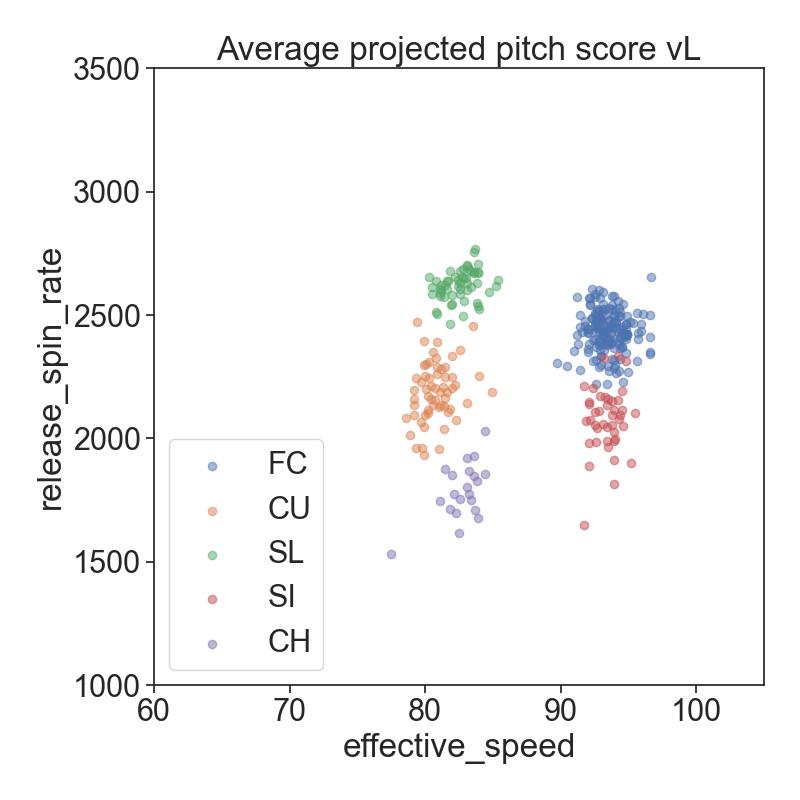 Average projected pitch score vL
3500
3000
2500
2000
1500
1000
release_spin_rate
FC
CU
SL
SI
CH
60 70 80 90 100
effective_speed